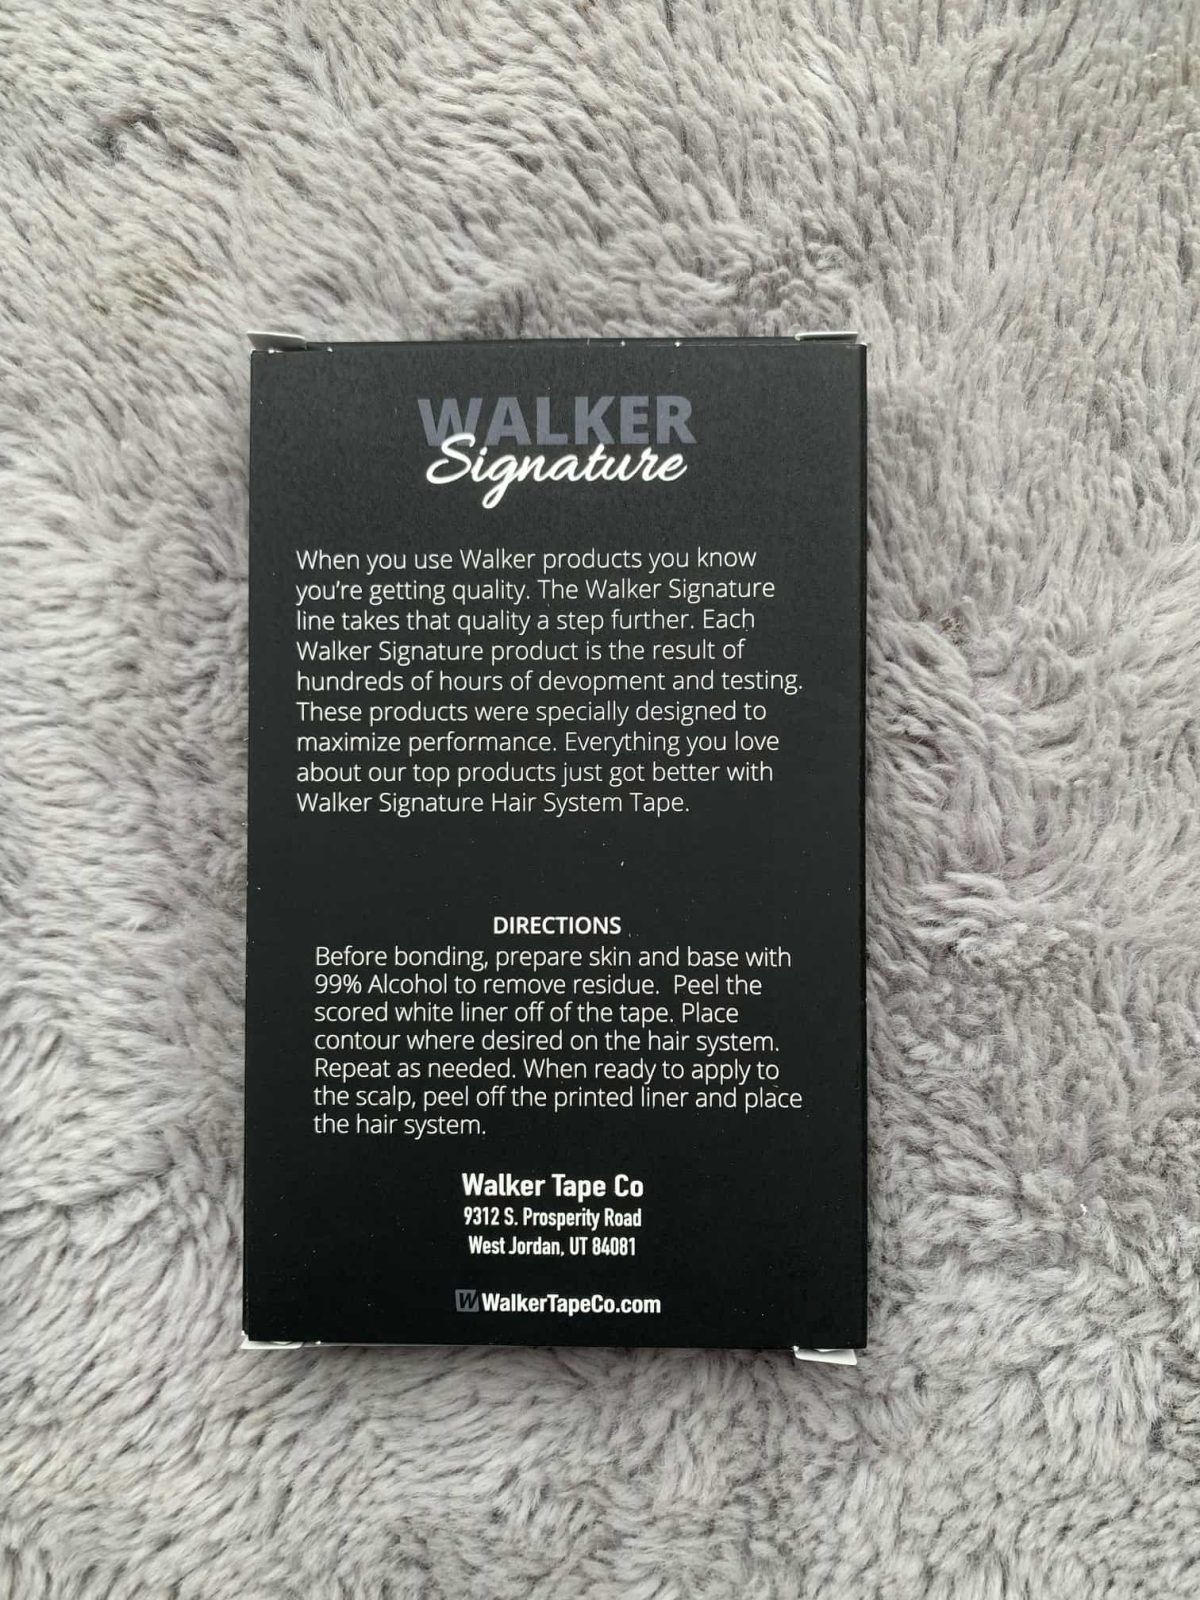 WALKER
Signature
When you use Walker products you know
you're getting quality. The Walker Signature
line takes that quality a step further. Each
Walker Signature product is the result of
hundreds of hours of devopment and testing.
These products were specially designed to
maximize performance. Everything you love
about our top products just got better with
Walker Signature Hair System Tape.
DIRECTIONS
Before bonding, prepare skin and base with
99% Alcohol to remove residue.  Peel the
scored white liner off of the tape. Place
contour where desired on the hair system.
Repeat as needed. When ready to apply to
the scalp, peel off the printed liner and place
the hair system.
Walker Tape Co
9312 S. Prosperity Road
West Jordan, UT 84081
W WalkerTapeCo.com